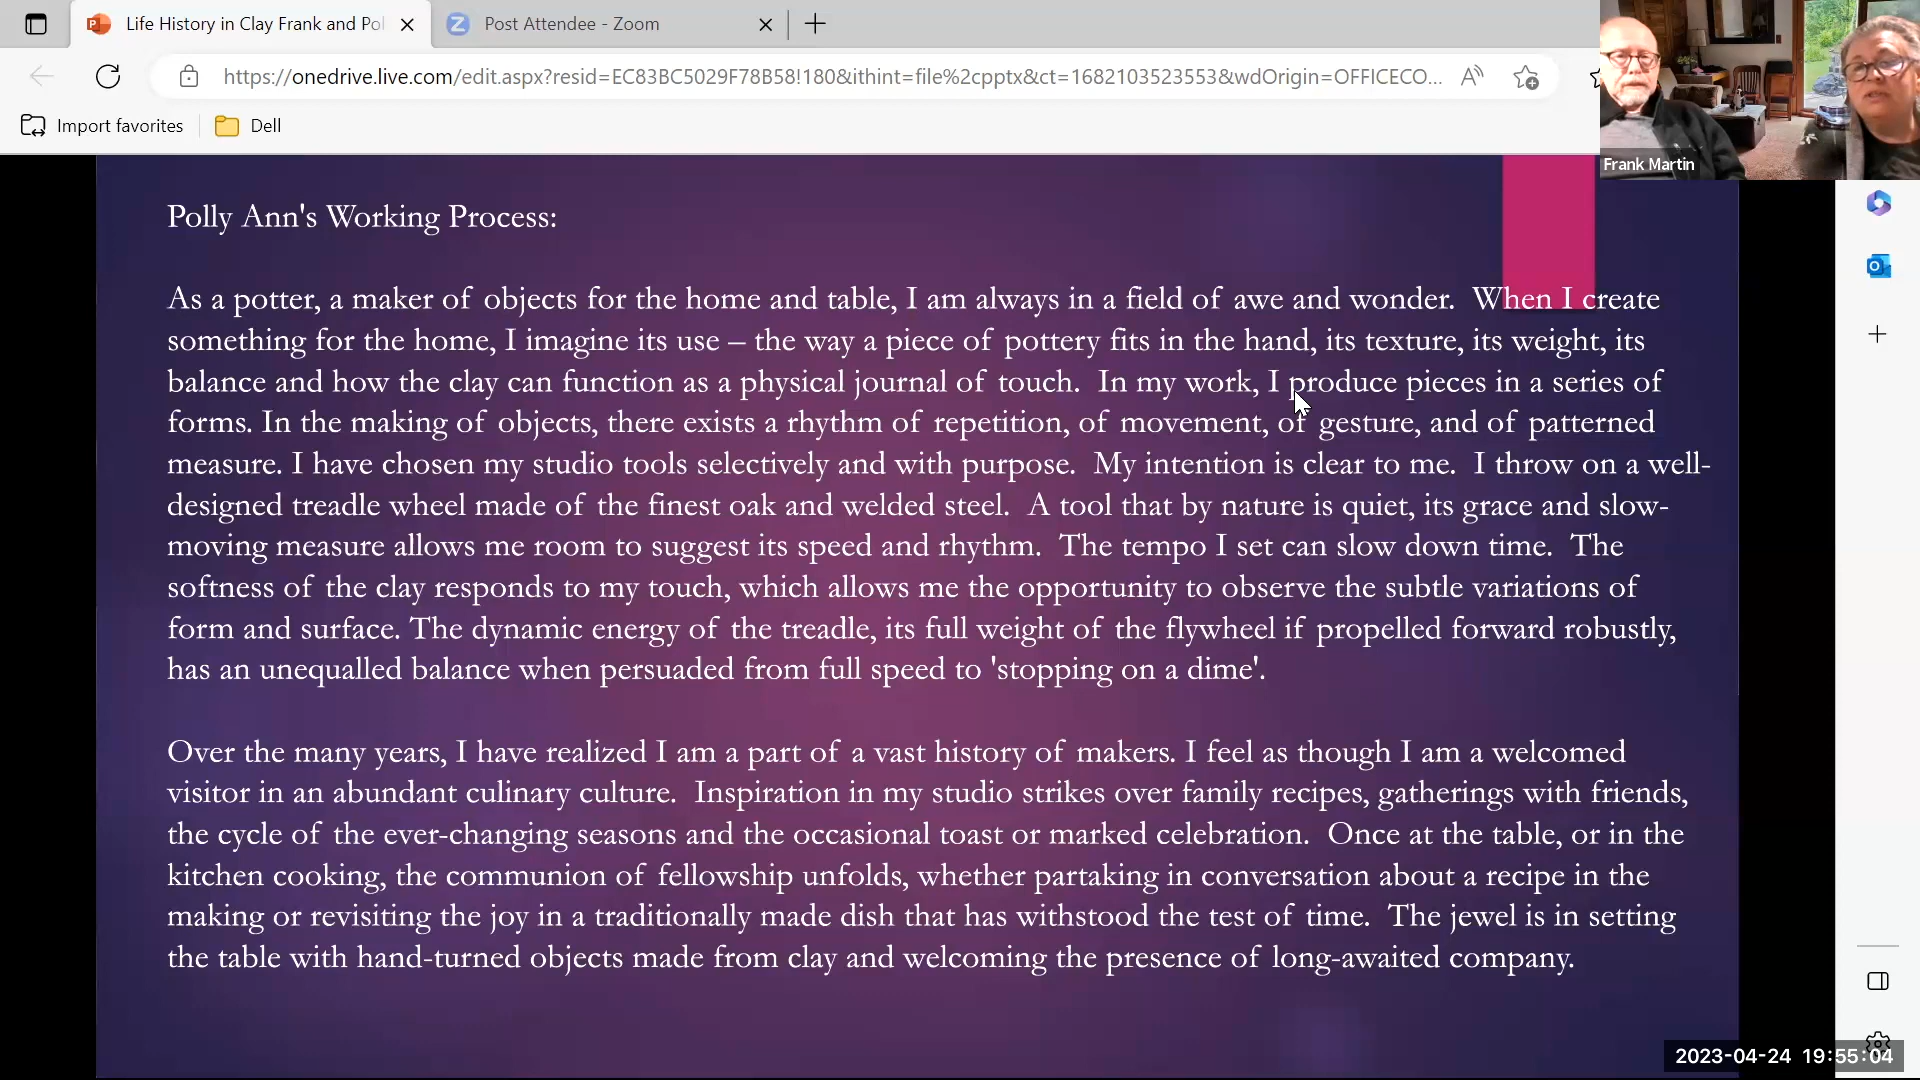 Life History in Clay Frank and Pol
Post Attendee - Zoom
https://onedrive.live.com/edit.aspx?resid=EC83BC5029F78B58!180&ithint=file%2cpptx&ct=1682103523553&wdOrigin=OFFICECO...
Import favorites
Dell
Frank Martin
Polly Ann's Working Process:
As a potter, a maker of objects for the home and table, I am always in a field of awe and wonder.  When I create
something for the home, I imagine its use – the way a piece of pottery fits in the hand, its texture, its weight, its
balance and how the clay can function as a physical journal of touch.  In my work, I produce pieces in a series of
forms. In the making of objects, there exists a rhythm of repetition, of movement, of gesture, and of patterned
measure. I have chosen my studio tools selectively and with purpose.  My intention is clear to me.  I throw on a well-
designed treadle wheel made of the finest oak and welded steel.  A tool that by nature is quiet, its grace and slow-
moving measure allows me room to suggest its speed and rhythm.  The tempo I set can slow down time.  The
softness of the clay responds to my touch, which allows me the opportunity to observe the subtle variations of
form and surface. The dynamic energy of the treadle, its full weight of the flywheel if propelled forward robustly,
has an unequalled balance when persuaded from full speed to 'stopping on a dime'.
Over the many years, I have realized I am a part of a vast history of makers. I feel as though I am a welcomed
visitor in an abundant culinary culture.  Inspiration in my studio strikes over family recipes, gatherings with friends,
the cycle of the ever-changing seasons and the occasional toast or marked celebration.  Once at the table, or in the
kitchen cooking, the communion of fellowship unfolds, whether partaking in conversation about a recipe in the
making or revisiting the joy in a traditionally made dish that has withstood the test of time.  The jewel is in setting
the table with hand-turned objects made from clay and welcoming the presence of long-awaited company.
2023-04-24 19:55:04